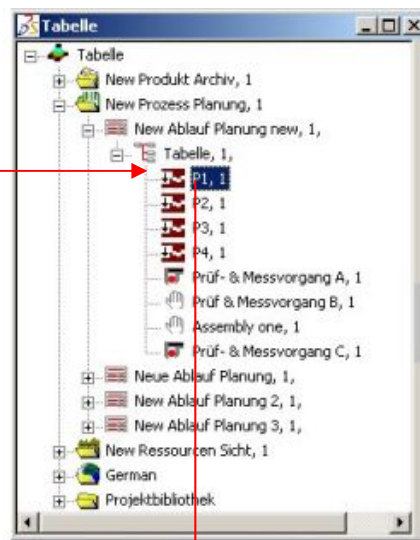 Tabelle
Tabelle
New Produkt Archiv, 1
New Prozess Planung, 1
New Ablauf Planung new, 1,
Tabelle, 1,
P1, 1
P2, 1
P3, 1
P4, 1
Prüf- & Messvorgang A, 1
Prüf & Messvorgang B, 1
Assembly one, 1
Prüf- & Messvorgang C, 1
Neue Ablauf Planung, 1,
New Ablauf Planung 2, 1,
New Ablauf Planung 3, 1,
New Ressourcen Sicht, 1
German
Projektbibliothek